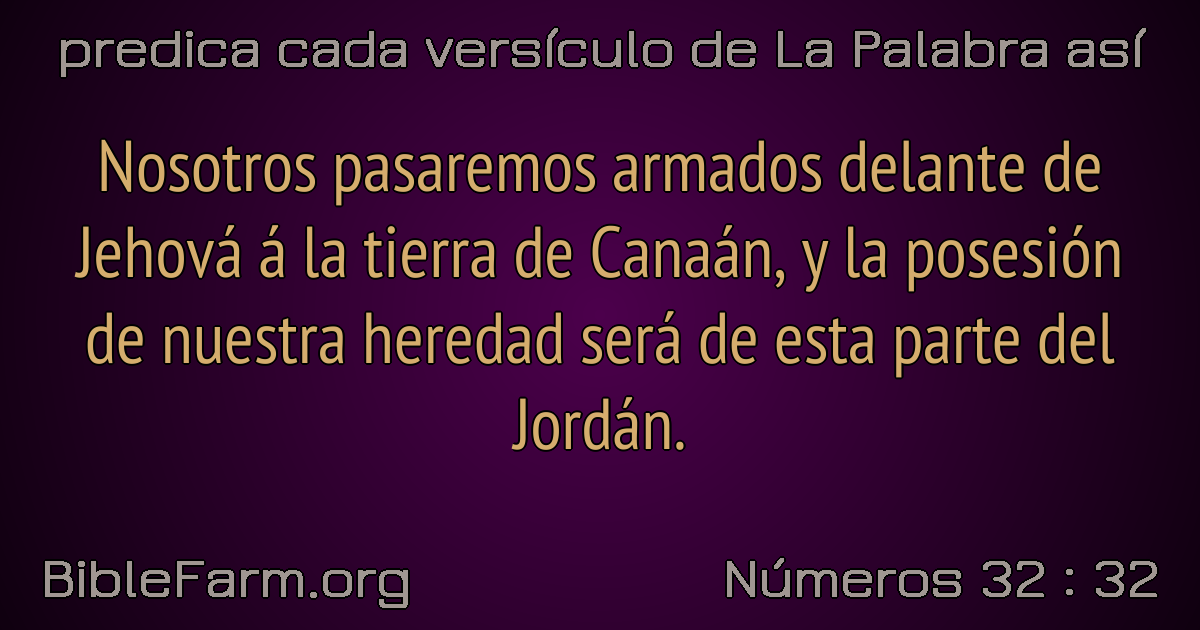 predica cada versículo de La Palabra así
Nosotros pasaremos armados delante de
Jehová á la tierra de Canaán, y la posesión
de nuestra heredad será de esta parte del
Jordán.
BibleFarm.org
Números 32 : 32